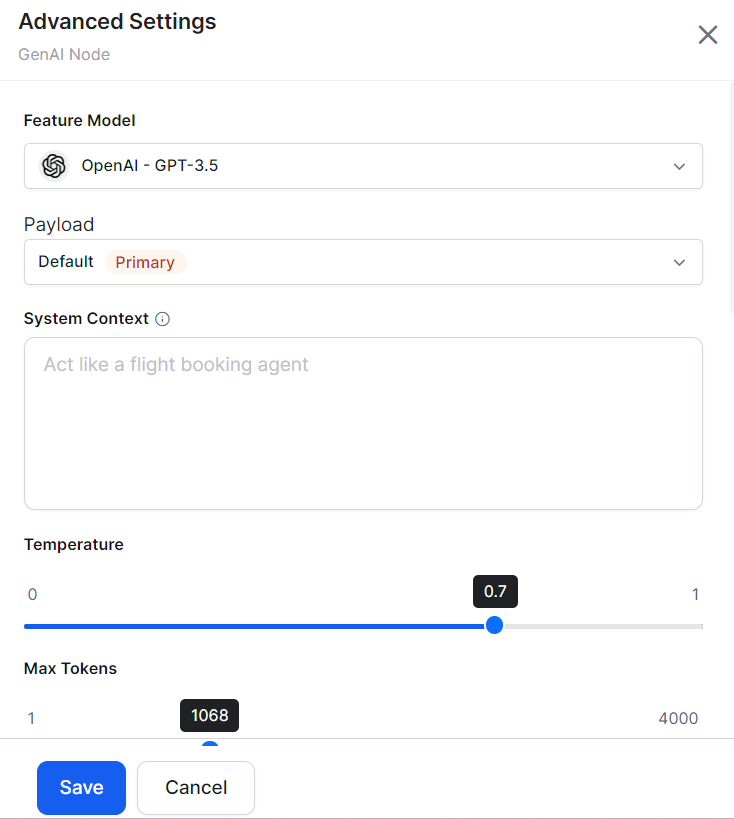 Advanced Settings
GenAI Node
Feature Model
OpenAI - GPT-3.5
Payload
Default Primary
System Context
Act like a flight booking agent
Temperature
0 0.7 1
Max Tokens
1 1068 4000
Save Cancel